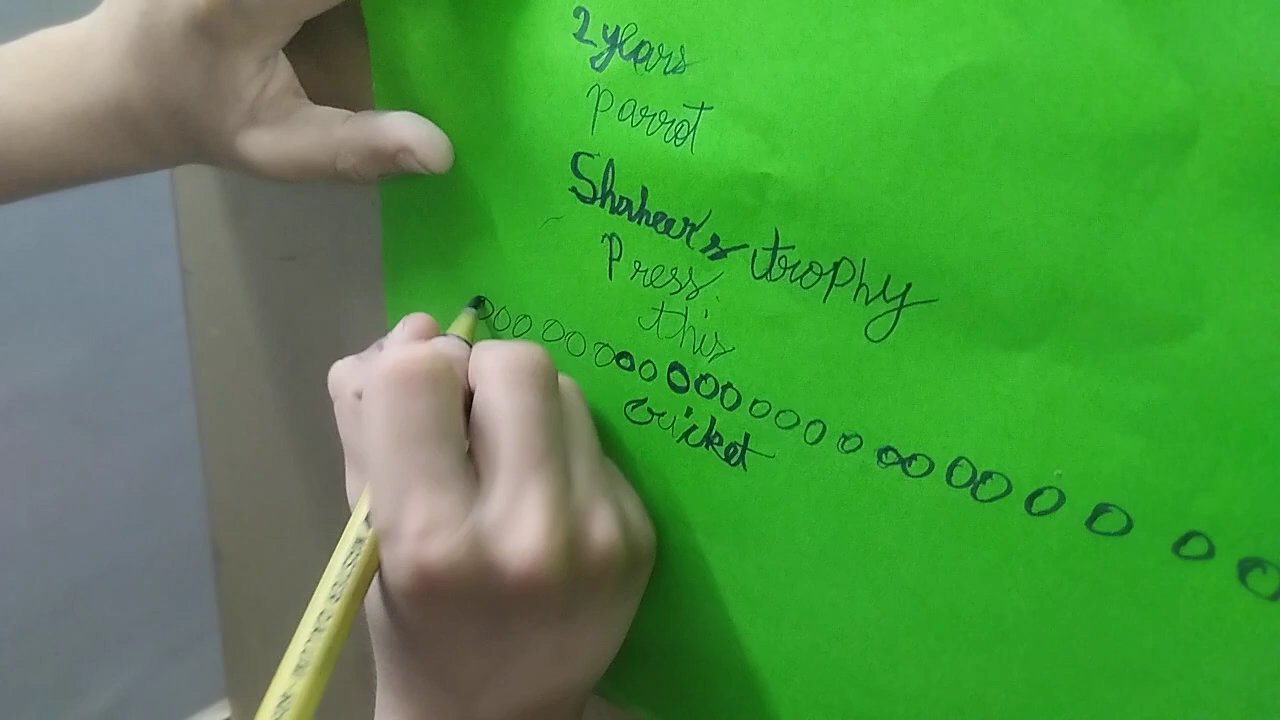 2 years
parrot
Shaheer's trophy
Press
this
cricket